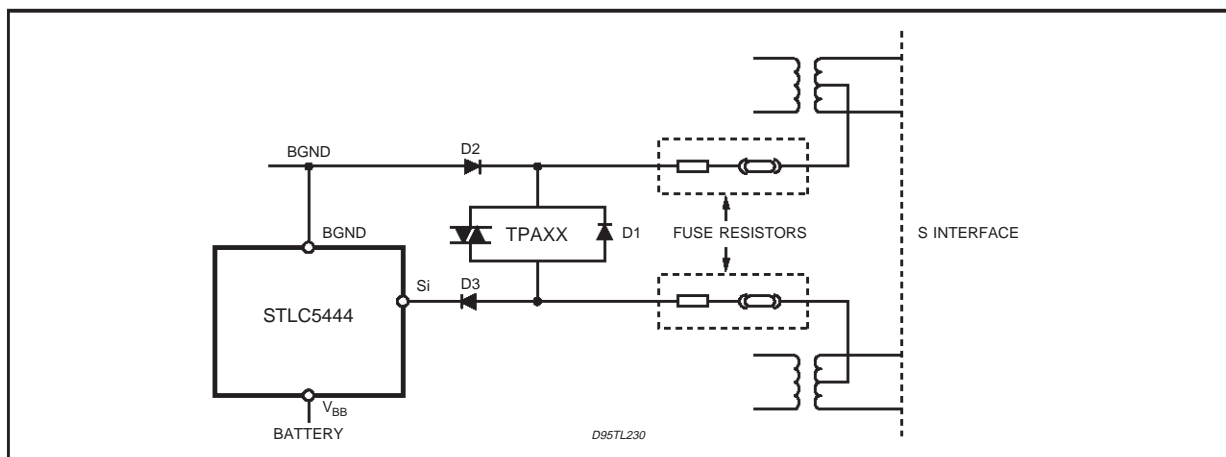 BGND
D2
BGND
TPAXX
D1
FUSE RESISTORS
S INTERFACE
Si
D3
STLC5444
VBB
BATTERY
D95TL230